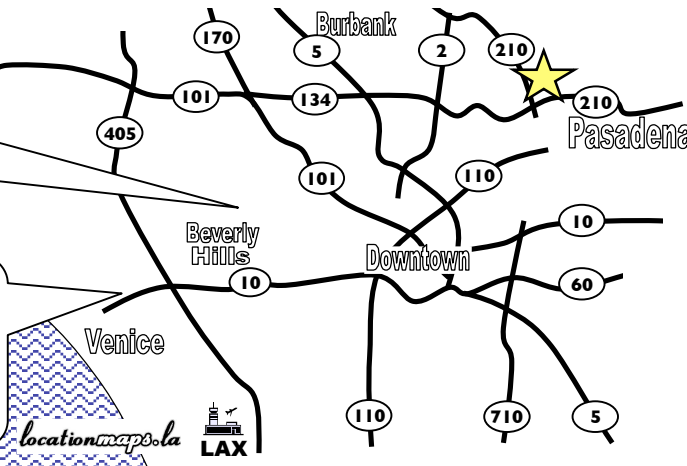 Burbank
170
5
2
210
101
134
210
Pasadena
405
101
110
Beverly
Hills
10
Downtown
10
60
Venice
110
710
5
locationmaps.la
LAX